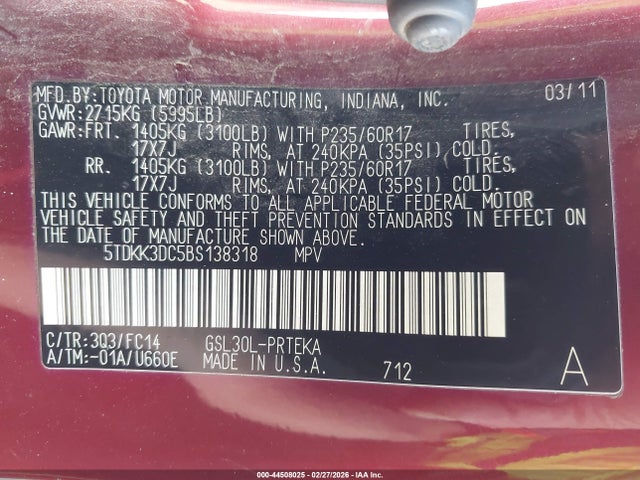 MFD.BY:TOYOTA MOTOR MANUFACTURING, INDIANA, INC. 03/11
GVWR:2715KG (5995LB)
GAWR:FRT. 1405KG (3100LB) WITH P235/60R17 TIRES,
17X7J RIMS, AT 240KPA (35PSI) COLD.
RR. 1405KG (3100LB) WITH P235/60R17 TIRES,
17X7J RIMS, AT 240KPA (35PSI) COLD.
THIS VEHICLE CONFORMS TO ALL APPLICABLE FEDERAL MOTOR
VEHICLE SAFETY AND THEFT PREVENTION STANDARDS IN EFFECT ON
THE DATE OF MANUFACTURE SHOWN ABOVE.
5TDKK3DC5BS138318 MPV
C/TR:3Q3/FC14 GSL30L-PRTEKA
A/TM:-01A/U660E MADE IN U.S.A. 712 A
000-44508025 - 02/27/2026 - IAA Inc.